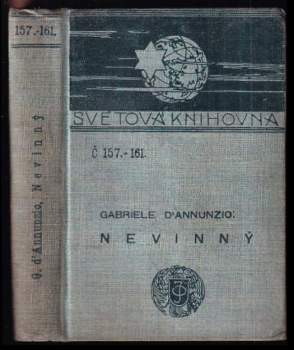 157.-161.
G. d'Annunzio, Nevinný
SVĚTOVÁ KNIHOVNA
Č 157.-161.
GABRIELE D'ANNUNZIO:
NEVINNÝ